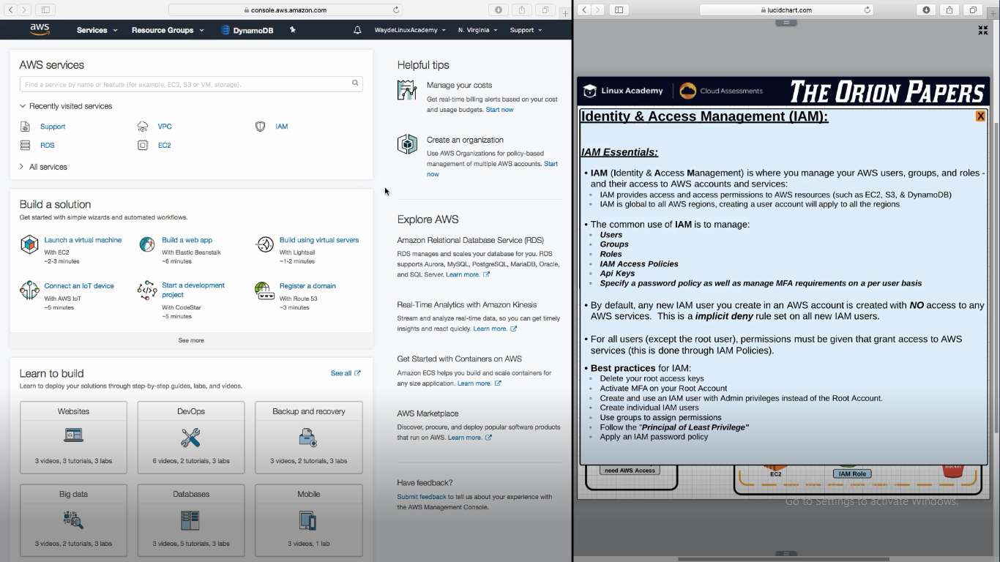 console.aws.amazon.com
aws
Services
Resource Groups
DynamoDB
WaydeLinuxAcademy
N. Virginia
Support
AWS services
Find a service by name or feature (for example, EC2, S3 or VM, storage).
Recently visited services
Support
VPC
IAM
RDS
EC2
All services
Build a solution
Get started with simple wizards and automated workflows.
Launch a virtual machine
With EC2
~2-3 minutes
Build a web app
With Elastic Beanstalk
~6 minutes
Build using virtual servers
With Lightsail
~1-2 minutes
Connect an IoT device
With AWS IoT
~5 minutes
Start a development
project
With CodeStar
~5 minutes
Register a domain
With Route 53
~3 minutes
See more
Learn to build
See all
Learn to deploy your solutions through step-by-step guides, labs, and videos.
Websites
3 videos, 3 tutorials, 3 labs
DevOps
6 videos, 2 tutorials, 3 labs
Backup and recovery
3 videos, 2 tutorials, 3 labs
Big data
3 videos, 2 tutorials, 3 labs
Databases
3 videos, 5 tutorials, 3 labs
Mobile
3 videos, 1 lab
Helpful tips
Manage your costs
Get real-time billing alerts based on your cost
and usage budgets. Start now
Create an organization
Use AWS Organizations for policy-based
management of multiple AWS accounts. Start
now
Explore AWS
Amazon Relational Database Service (RDS)
RDS manages and scales your database for you. RDS
supports Aurora, MySQL, PostgreSQL, MariaDB, Oracle,
and SQL Server. Learn more.
Real-Time Analytics with Amazon Kinesis
Stream and analyze real-time data, so you can get timely
insights and react quickly. Learn more.
Get Started with Containers on AWS
Amazon ECS helps you build and scale containers for
any size application. Learn more.
AWS Marketplace
Discover, procure, and deploy popular software products
that run on AWS. Learn more.
Have feedback?
Submit feedback to tell us about your experience with
the AWS Management Console.
lucidchart.com
Linux Academy
Cloud Assessments
THE ORION PAPERS
Identity & Access Management (IAM):
X
IAM Essentials:
• IAM (Identity & Access Management) is where you manage your AWS users, groups, and roles -
and their access to AWS accounts and services:
◦ IAM provides access and access permissions to AWS resources (such as EC2, S3, & DynamoDB)
◦ IAM is global to all AWS regions, creating a user account will apply to all the regions
• The common use of IAM is to manage:
◦ Users
◦ Groups
◦ Roles
◦ IAM Access Policies
◦ Api Keys
◦ Specify a password policy as well as manage MFA requirements on a per user basis
• By default, any new IAM user you create in an AWS account is created with NO access to any
AWS services. This is a implicit deny rule set on all new IAM users.
• For all users (except the root user), permissions must be given that grant access to AWS
services (this is done through IAM Policies).
• Best practices for IAM:
◦ Delete your root access keys
◦ Activate MFA on your Root Account
◦ Create and use an IAM user with Admin privileges instead of the Root Account.
◦ Create individual IAM users
◦ Use groups to assign permissions
◦ Follow the "Principal of Least Privilege"
◦ Apply an IAM password policy
need AWS Access
EC2
IAM Role
Bucket
Go to Settings to activate Windows.